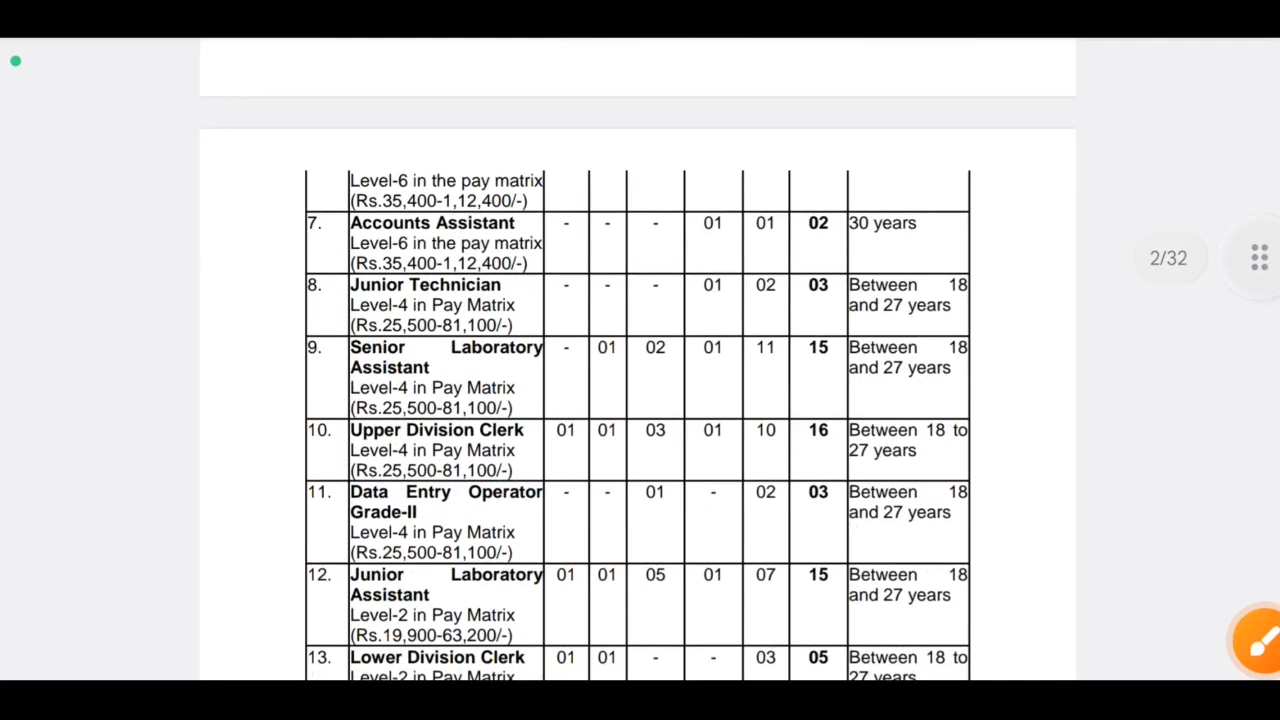 Level-6 in the pay matrix
(Rs.35,400-1,12,400/-)
7. Accounts Assistant - - - 01 01 02 30 years
Level-6 in the pay matrix
(Rs.35,400-1,12,400/-)
8. Junior Technician - - - 01 02 03 Between 18
Level-4 in Pay Matrix and 27 years
(Rs.25,500-81,100/-)
9. Senior Laboratory - 01 02 01 11 15 Between 18
Assistant and 27 years
Level-4 in Pay Matrix
(Rs.25,500-81,100/-)
10. Upper Division Clerk 01 01 03 01 10 16 Between 18 to
Level-4 in Pay Matrix 27 years
(Rs.25,500-81,100/-)
11. Data Entry Operator - - 01 - 02 03 Between 18
Grade-II and 27 years
Level-4 in Pay Matrix
(Rs.25,500-81,100/-)
12. Junior Laboratory 01 01 05 01 07 15 Between 18
Assistant and 27 years
Level-2 in Pay Matrix
(Rs.19,900-63,200/-)
13. Lower Division Clerk 01 01 - - 03 05 Between 18 to
Level-2 in Pay Matrix 27 years
2/32